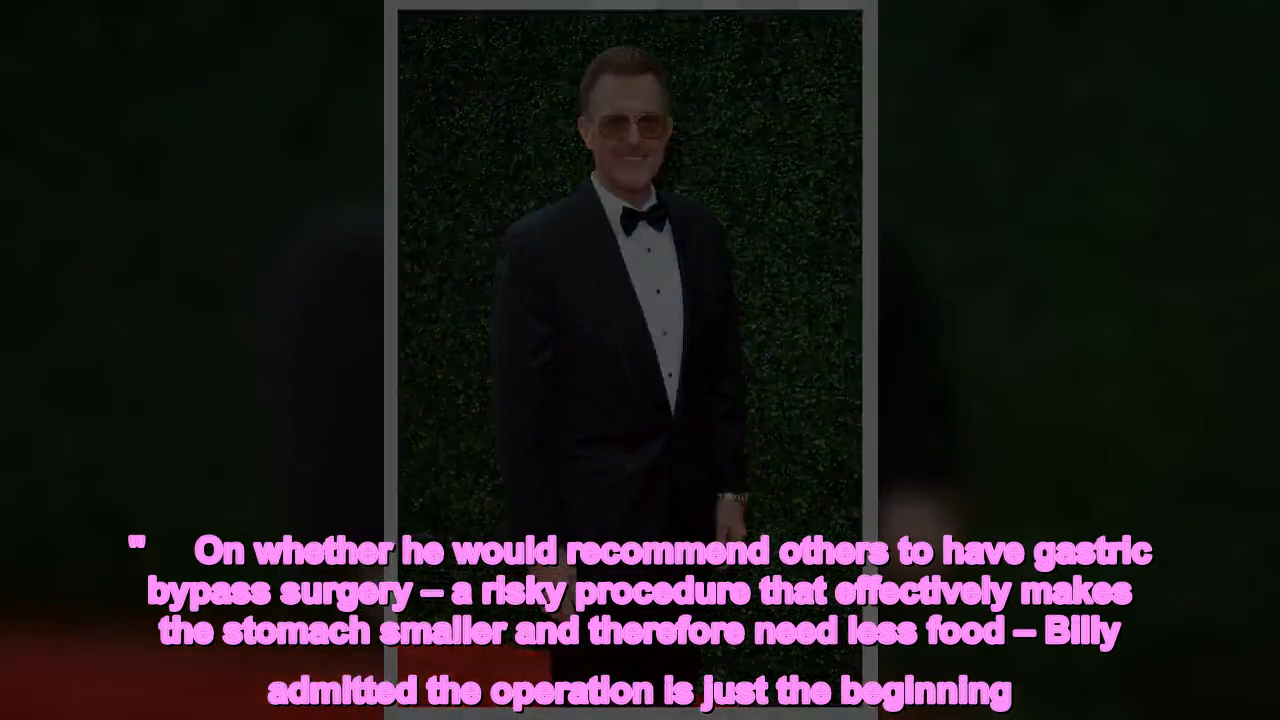 " On whether he would recommend others to have gastric
bypass surgery – a risky procedure that effectively makes
the stomach smaller and therefore need less food – Billy
admitted the operation is just the beginning